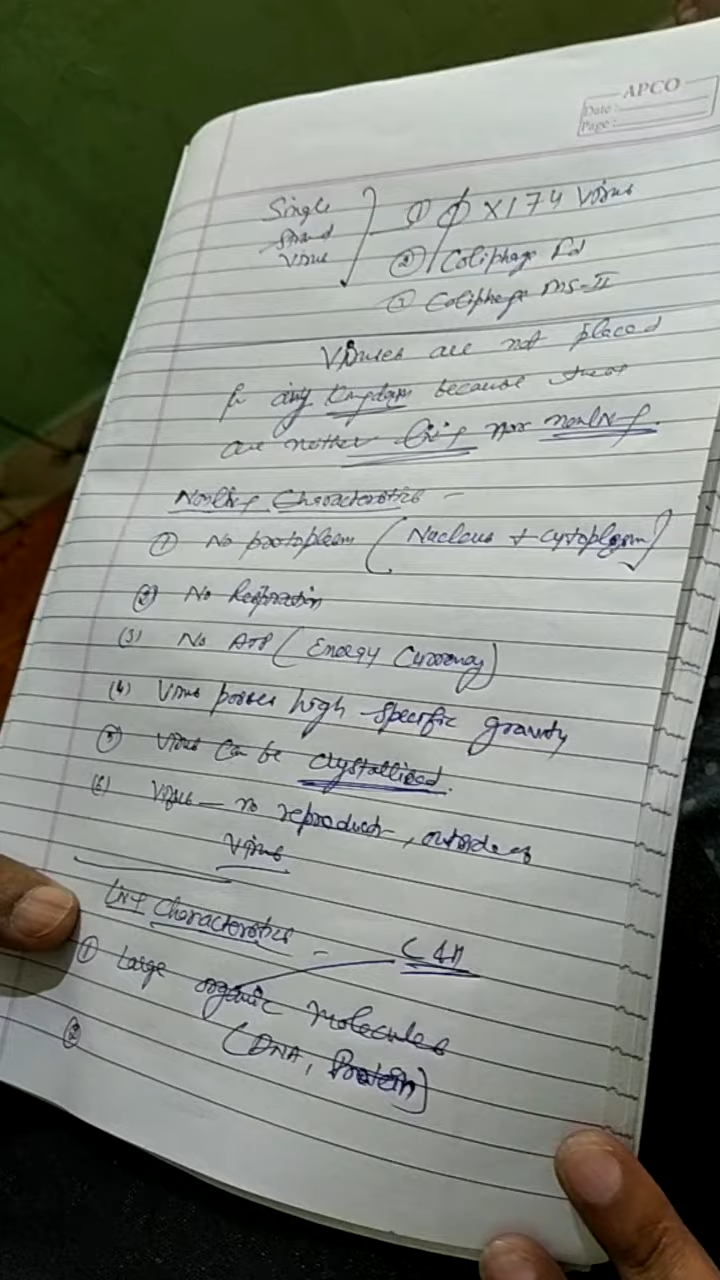 APCO
Date :
Page :
Single
Strand
Virus
① ϕ X174 Virus
② Coliphage Fd
③ Coliphage MS-II
Viruses are not placed
in any Kingdom because these
are neither living nor nonliving.
Nonliving Characteristics -
① No protoplasm (Nucleus + Cytoplasm)
② No Respiration
(3) No ATP (Energy Currency)
(4) Virus posses high specific gravity
⑤ Virus can be crystallized.
(6) Virus — no reproduction, outside of
Virus
Living Characteristics -
C & H
① Large organic molecules
(DNA, Protein)
②